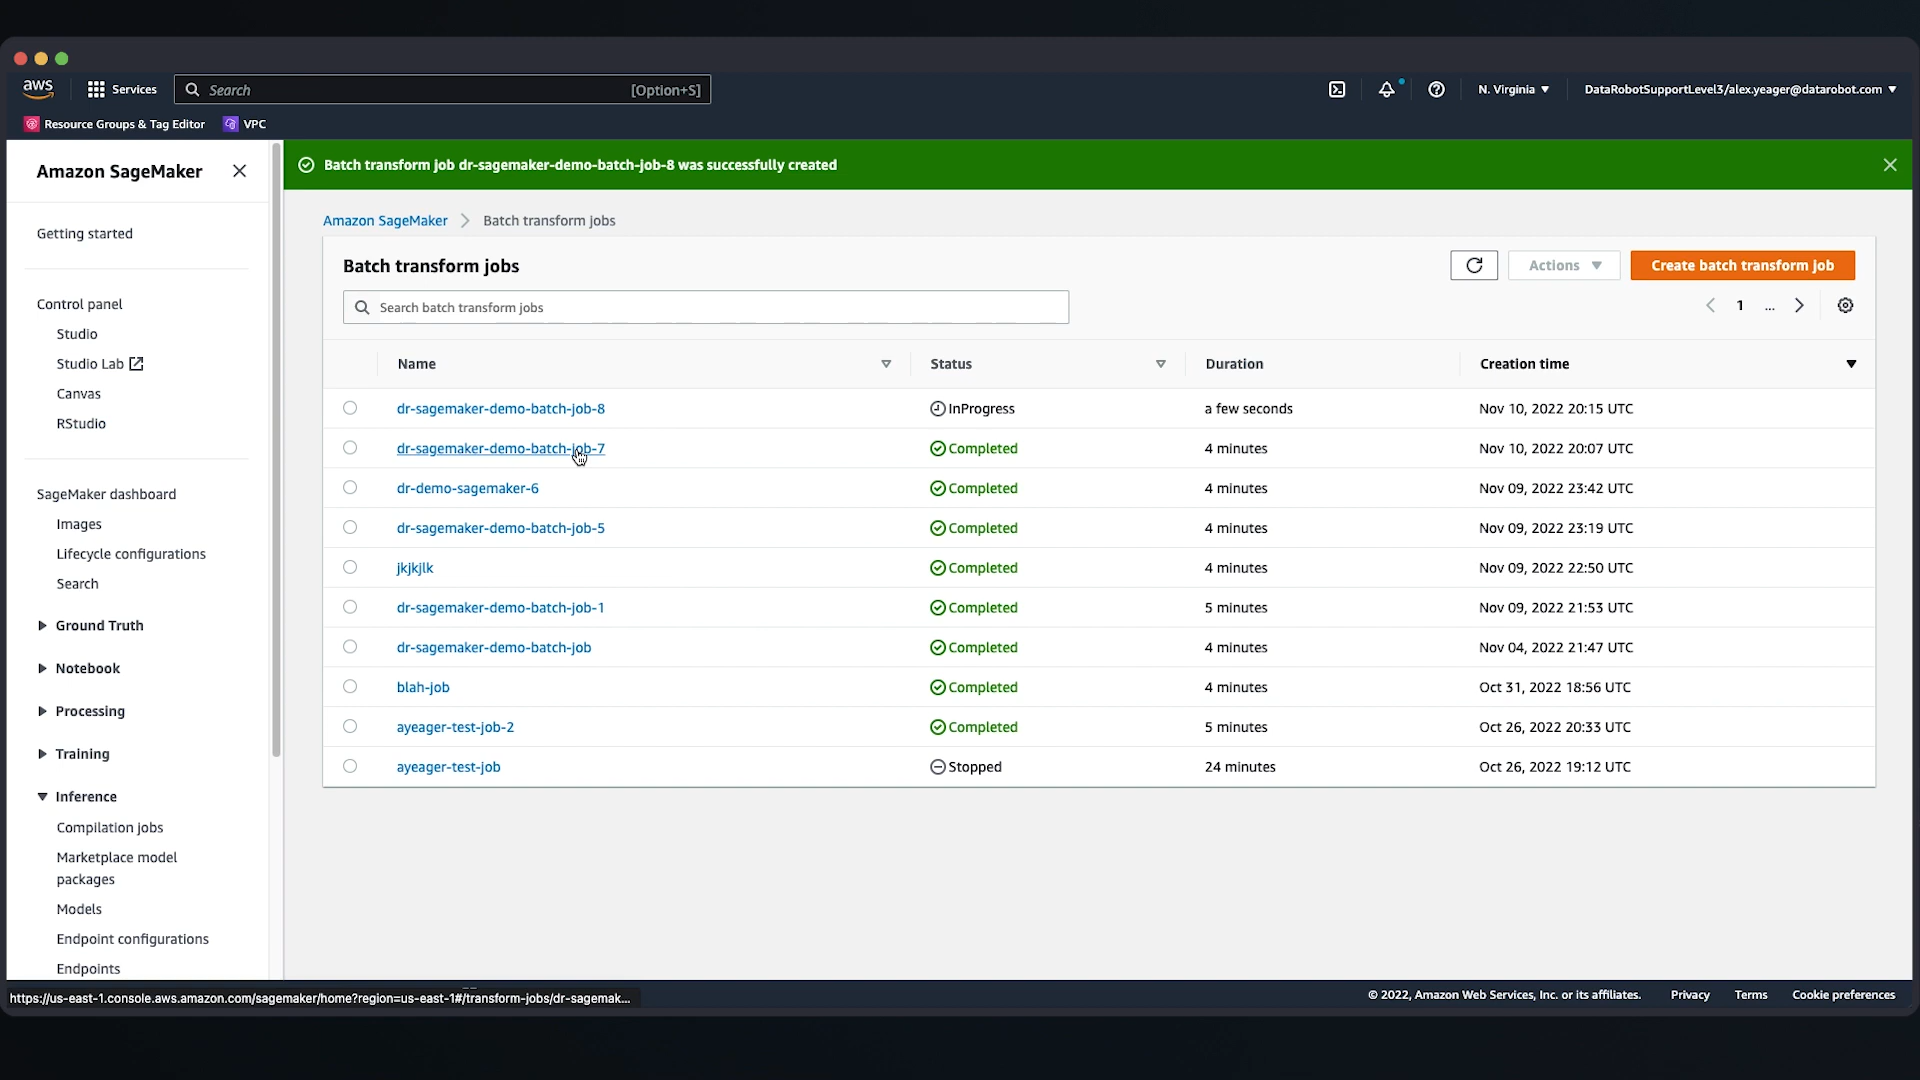 aws
Services
Search
[Option+S]
N. Virginia
DataRobotSupportLevel3/alex.yeager@datarobot.com
Resource Groups & Tag Editor
VPC
Amazon SageMaker
Getting started
Control panel
Studio
Studio Lab
Canvas
RStudio
SageMaker dashboard
Images
Lifecycle configurations
Search
Ground Truth
Notebook
Processing
Training
Inference
Compilation jobs
Marketplace model
packages
Models
Endpoint configurations
Endpoints
Batch transform job dr-sagemaker-demo-batch-job-8 was successfully created
Amazon SageMaker
Batch transform jobs
Batch transform jobs
Actions
Create batch transform job
Search batch transform jobs
1
...
Name Status Duration Creation time
dr-sagemaker-demo-batch-job-8 InProgress a few seconds Nov 10, 2022 20:15 UTC
dr-sagemaker-demo-batch-job-7 Completed 4 minutes Nov 10, 2022 20:07 UTC
dr-demo-sagemaker-6 Completed 4 minutes Nov 09, 2022 23:42 UTC
dr-sagemaker-demo-batch-job-5 Completed 4 minutes Nov 09, 2022 23:19 UTC
jkjkjlk Completed 4 minutes Nov 09, 2022 22:50 UTC
dr-sagemaker-demo-batch-job-1 Completed 5 minutes Nov 09, 2022 21:53 UTC
dr-sagemaker-demo-batch-job Completed 4 minutes Nov 04, 2022 21:47 UTC
blah-job Completed 4 minutes Oct 31, 2022 18:56 UTC
ayeager-test-job-2 Completed 5 minutes Oct 26, 2022 20:33 UTC
ayeager-test-job Stopped 24 minutes Oct 26, 2022 19:12 UTC
https://us-east-1.console.aws.amazon.com/sagemaker/home?region=us-east-1#/transform-jobs/dr-sagemak...
© 2022, Amazon Web Services, Inc. or its affiliates.
Privacy
Terms
Cookie preferences